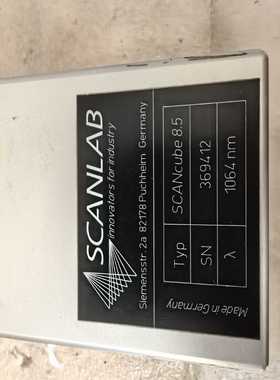 SCANLAB
innovators for industry
Siemensstr. 2a 82178 Puchheim Germany
Typ SCANcube 8.5
SN 369412
λ 1064 nm
Made in Germany